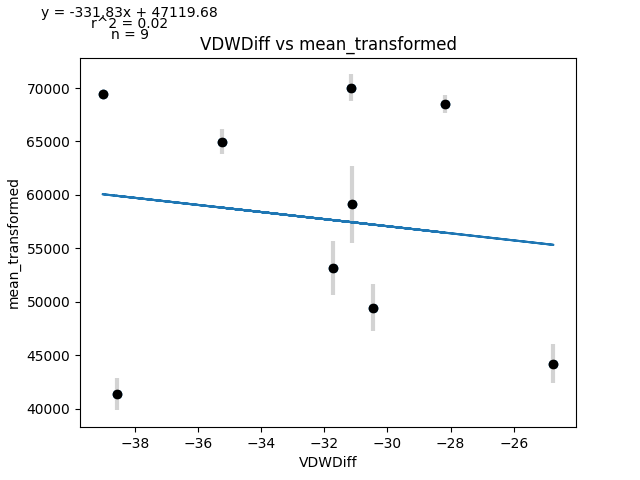 y = -331.83x + 47119.68
r^2 = 0.02
n = 9
VDWDiff vs mean_transformed
mean_transformed
70000
65000
60000
55000
50000
45000
40000
−38
−36
−34
−32
−30
−28
−26
VDWDiff